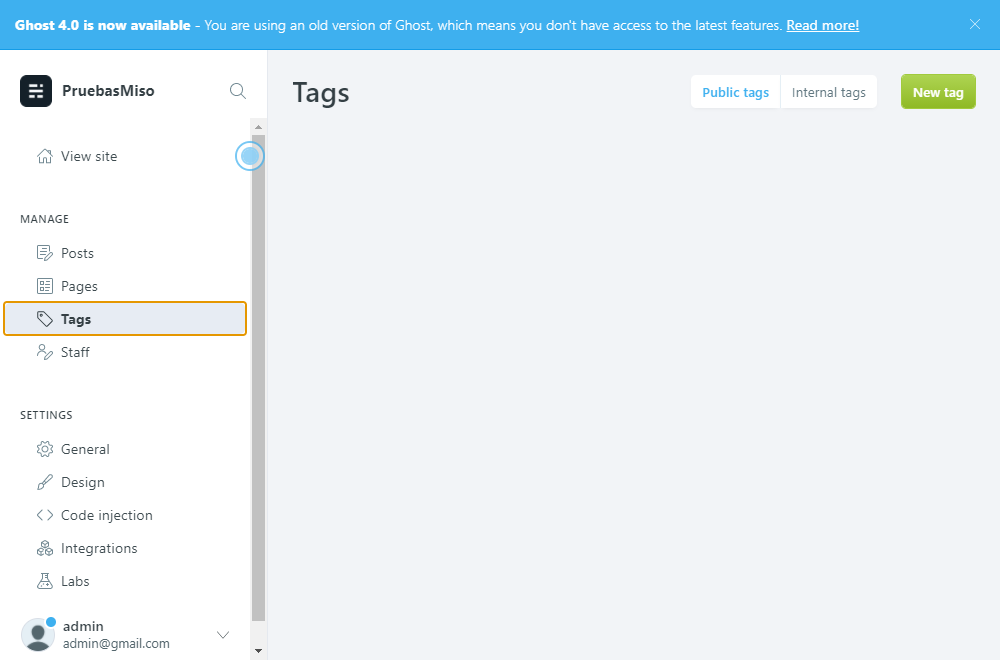 Ghost 4.0 is now available - You are using an old version of Ghost, which means you don't have access to the latest features. Read more!
PruebasMiso
Tags
Public tags
Internal tags
New tag
View site
MANAGE
Posts
Pages
Tags
Staff
SETTINGS
General
Design
Code injection
Integrations
Labs
admin
admin@gmail.com